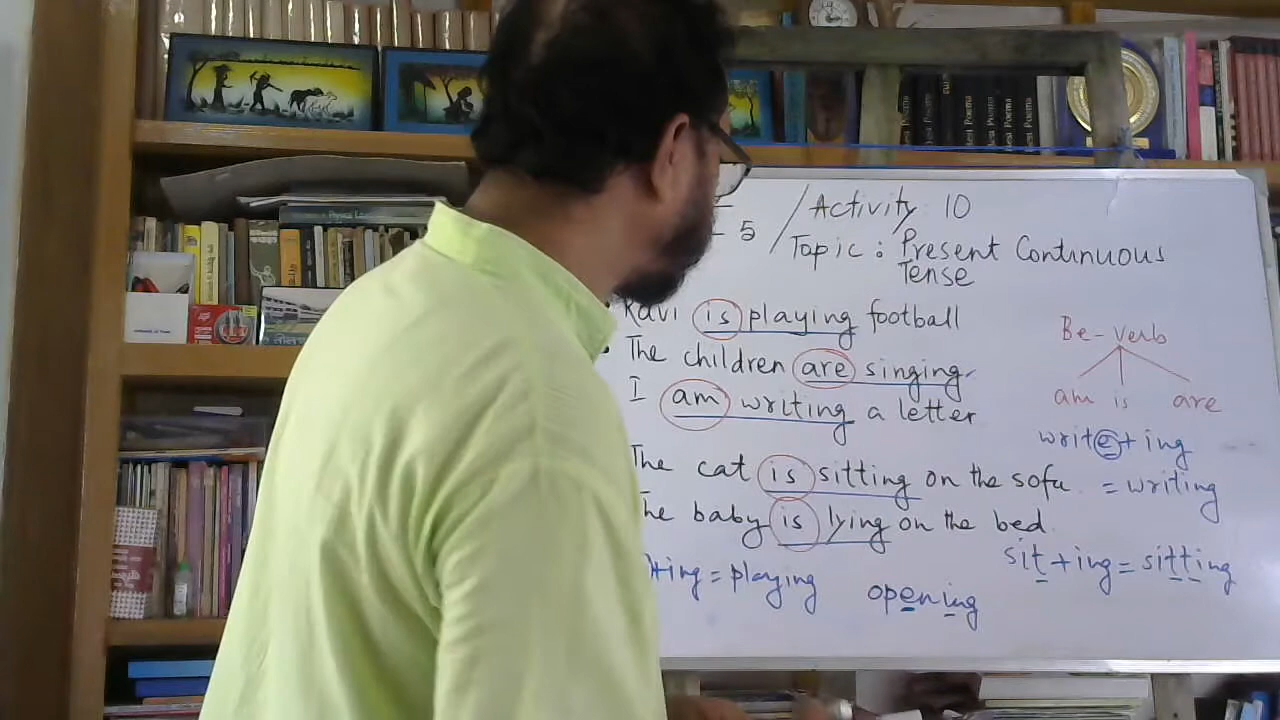 5 / Activity 10
Topic : Present Continuous
Tense
Ravi is playing football
The children are singing.
I am writing a letter
The cat is sitting on the sofa.
The baby is lying on the bed.
+ing = playing
opening
Be-verb
am is are
write + ing
= writing
sit + ing = sitting